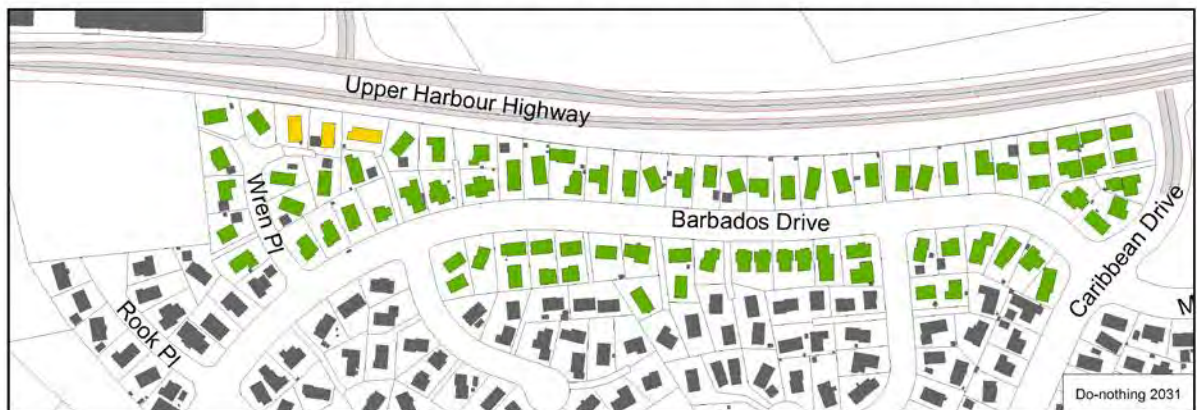 Upper Harbour Highway
Wren Pl
Barbados Drive
Caribbean Drive
Rook Pl
M
Do-nothing 2031